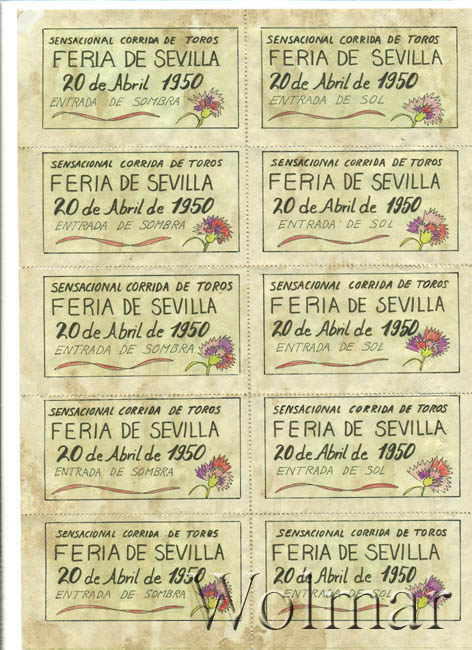 SENSACIONAL CORRIDA DE TOROS
FERIA DE SEVILLA
20 de Abril 1950
ENTRADA DE SOMBRA
SENSACIONAL CORRIDA DE TOROS
FERIA DE SEVILLA
20 de Abril de 1950
ENTRADA DE SOL
SENSACIONAL CORRIDA DE TOROS
FERIA DE SEVILLA
20 de Abril de 1950
ENTRADA DE SOMBRA
SENSACIONAL CORRIDA DE TOROS
FERIA DE SEVILLA
20 de Abril de 1950
ENTRADA DE SOL
SENSACIONAL CORRIDA DE TOROS
FERIA DE SEVILLA
20 de Abril de 1950
ENTRADA DE SOMBRA
SENSACIONAL CORRIDA DE TOROS
FERIA DE SEVILLA
20 de Abril de 1950
ENTRADA DE SOL
SENSACIONAL CORRIDA DE TOROS
FERIA DE SEVILLA
20 de Abril de 1950
ENTRADA DE SOMBRA
SENSACIONAL CORRIDA DE TOROS
FERIA DE SEVILLA
20 de Abril de 1950
ENTRADA DE SOL
SENSACIONAL CORRIDA DE TOROS
FERIA DE SEVILLA
20 de Abril de 1950
ENTRADA DE SOMBRA
SENSACIONAL CORRIDA DE TOROS
FERIA DE SEVILLA
20 de Abril de 1950
ENTRADA DE SOL
Wolmar